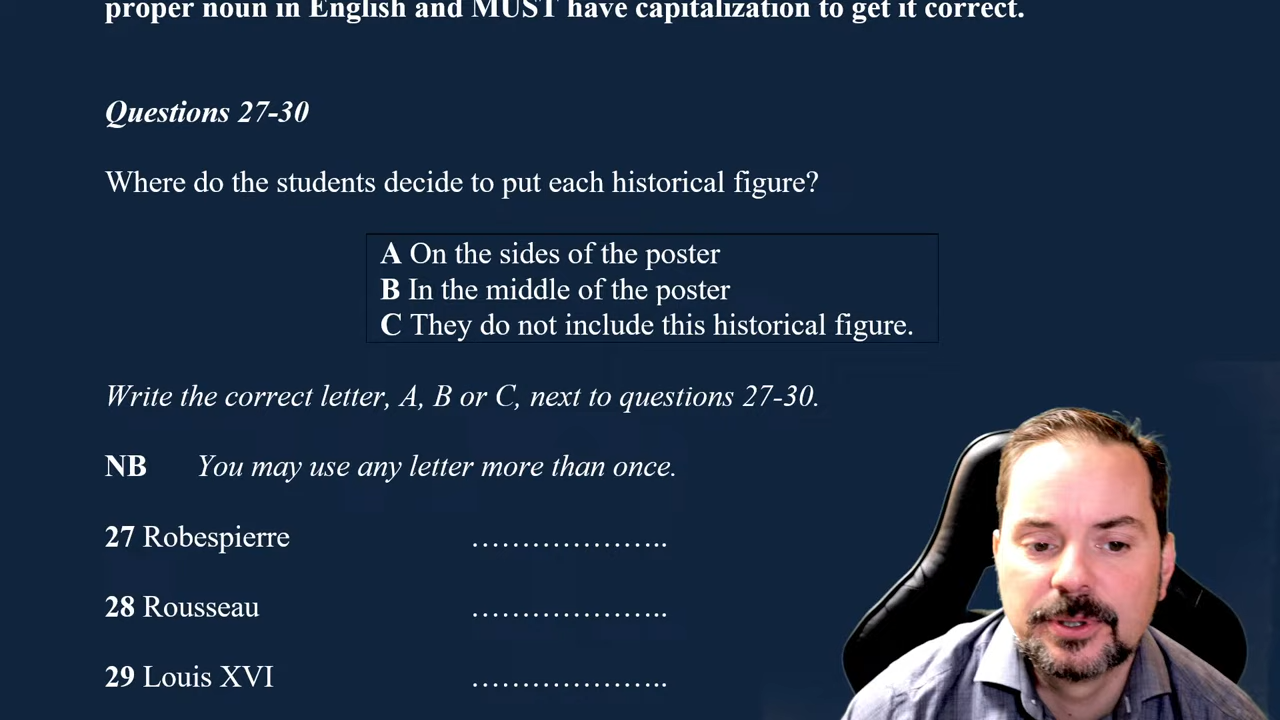 proper noun in English and MUST have capitalization to get it correct.
Questions 27-30
Where do the students decide to put each historical figure?
A On the sides of the poster
B In the middle of the poster
C They do not include this historical figure.
Write the correct letter, A, B or C, next to questions 27-30.
NB You may use any letter more than once.
27 Robespierre …………………..
28 Rousseau …………………..
29 Louis XVI …………………..